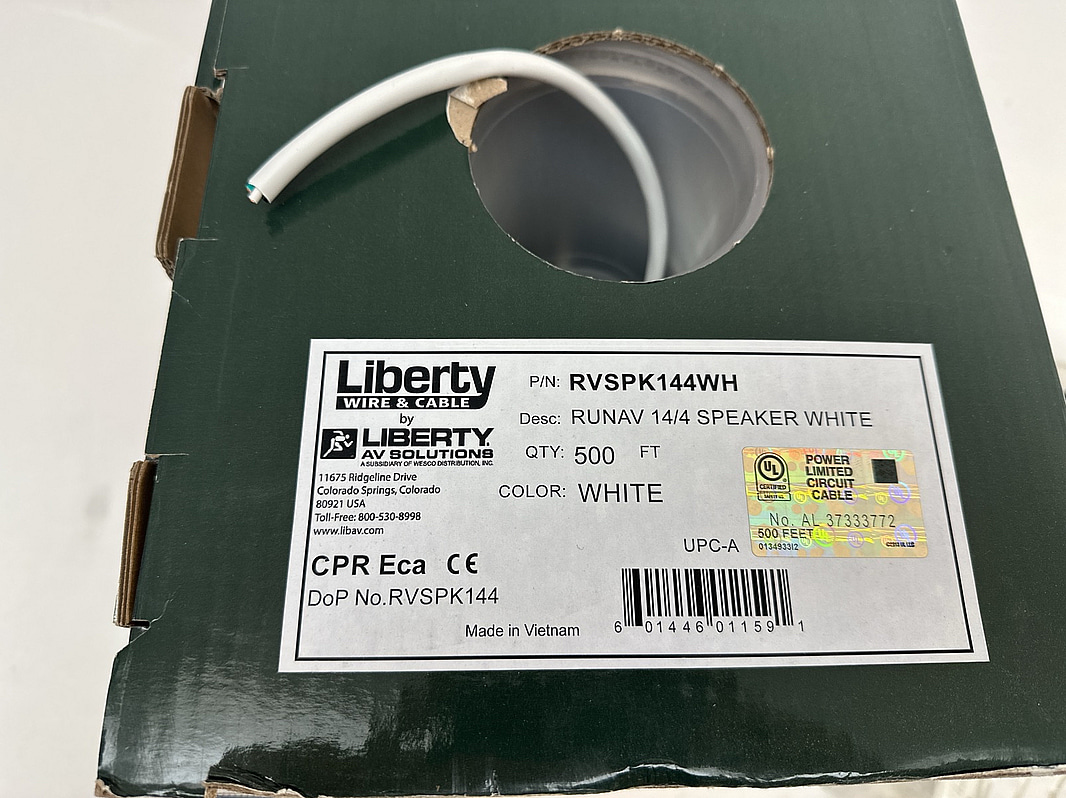 Liberty
WIRE & CABLE
by
LIBERTY
AV SOLUTIONS
A SUBSIDIARY OF WESCO DISTRIBUTION, INC.
11675 Ridgeline Drive
Colorado Springs, Colorado
80921 USA
Toll-Free: 800-530-8998
www.libav.com
CPR Eca CE
DoP No.RVSPK144
Made in Vietnam
P/N: RVSPK144WH
Desc: RUNAV 14/4 SPEAKER WHITE
QTY: 500 FT
COLOR: WHITE
UPC-A
UL
CERTIFIED
POWER
LIMITED
CIRCUIT
CABLE
No. AL 37333772
500 FEET
6 01446 01159 1